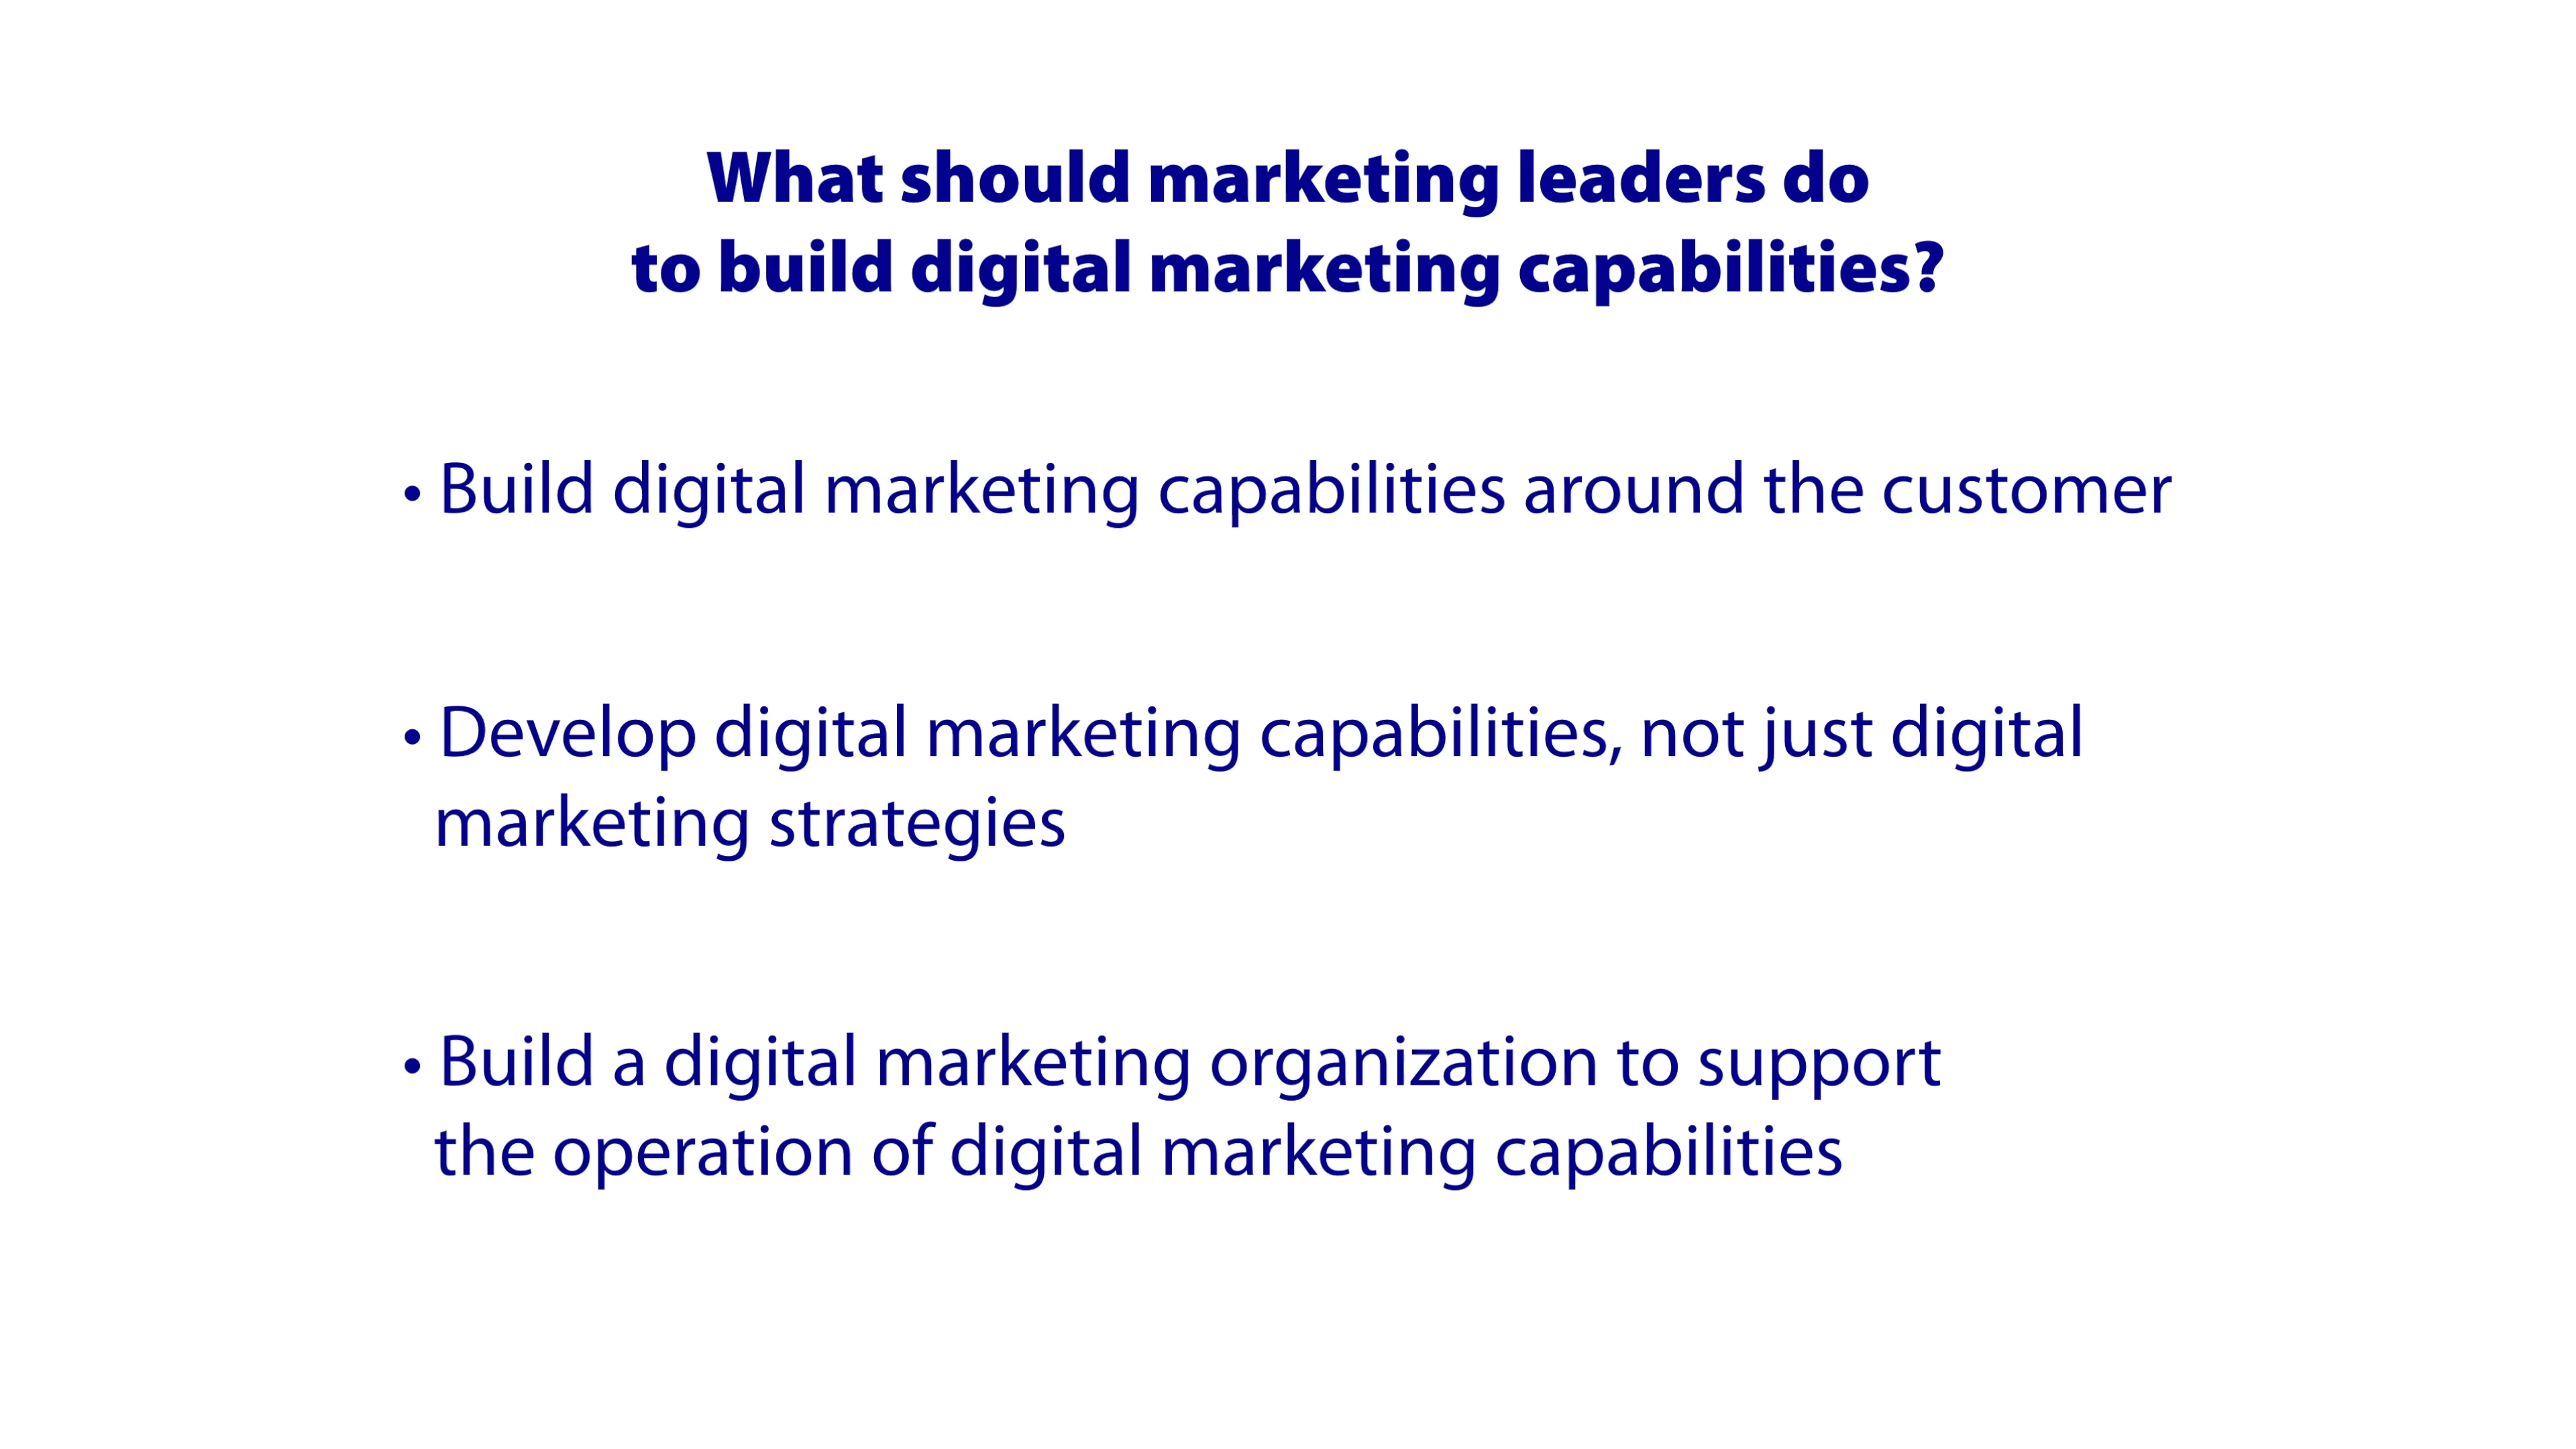 What should marketing leaders do
to build digital marketing capabilities?
• Build digital marketing capabilities around the customer
• Develop digital marketing capabilities, not just digital
marketing strategies
• Build a digital marketing organization to support
the operation of digital marketing capabilities